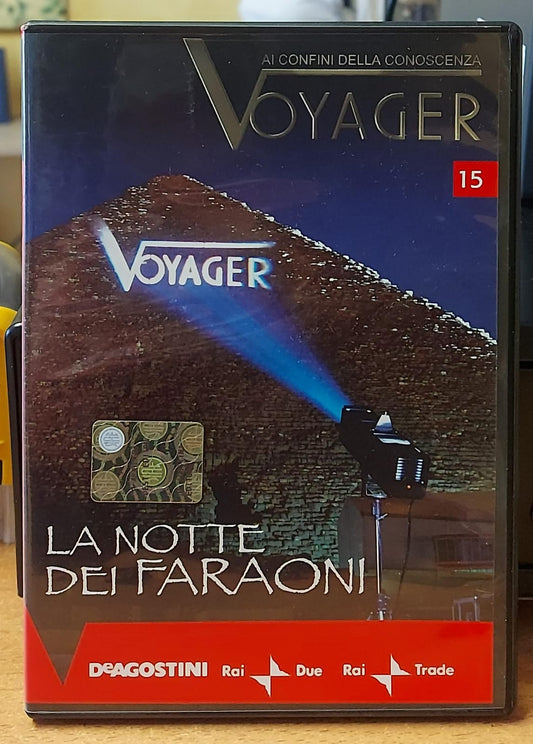 AI CONFINI DELLA CONOSCENZA
VOYAGER
15
VOYAGER
LA NOTTE
DEI FARAONI
DeAGOSTINI Rai Due Rai Trade